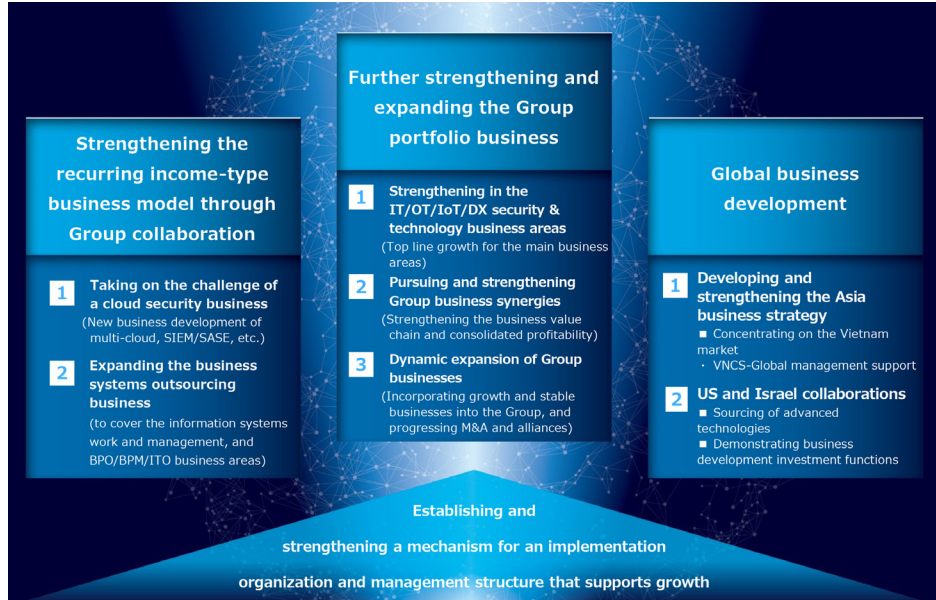 Strengthening the
recurring income-type
business model through
Group collaboration
1
Taking on the challenge of
a cloud security business
(New business development of
multi-cloud, SIEM/SASE, etc.)
2
Expanding the business
systems outsourcing
business
(to cover the information systems
work and management, and
BPO/BPM/ITO business areas)
Further strengthening and
expanding the Group
portfolio business
1
Strengthening in the
IT/OT/IoT/DX security &
technology business areas
(Top line growth for the main business
areas)
2
Pursuing and strengthening
Group business synergies
(Strengthening the business value
chain and consolidated profitability)
3
Dynamic expansion of Group
businesses
(Incorporating growth and stable
businesses into the Group, and
progressing M&A and alliances)
Global business
development
1
Developing and
strengthening the Asia
business strategy
■ Concentrating on the Vietnam
market
・ VNCS-Global management support
2
US and Israel collaborations
■ Sourcing of advanced
technologies
■ Demonstrating business
development investment functions
Establishing and
strengthening a mechanism for an implementation
organization and management structure that supports growth